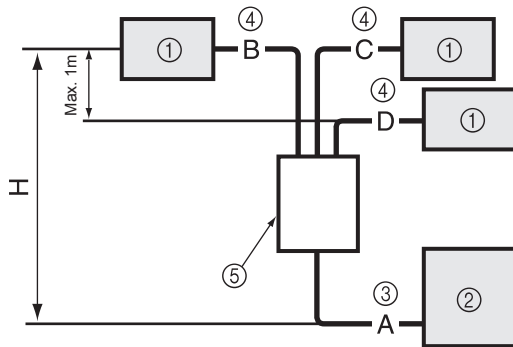 ④ ④
① B C ①
④
Max. 1m
D ①
H
⑤
③
A ②